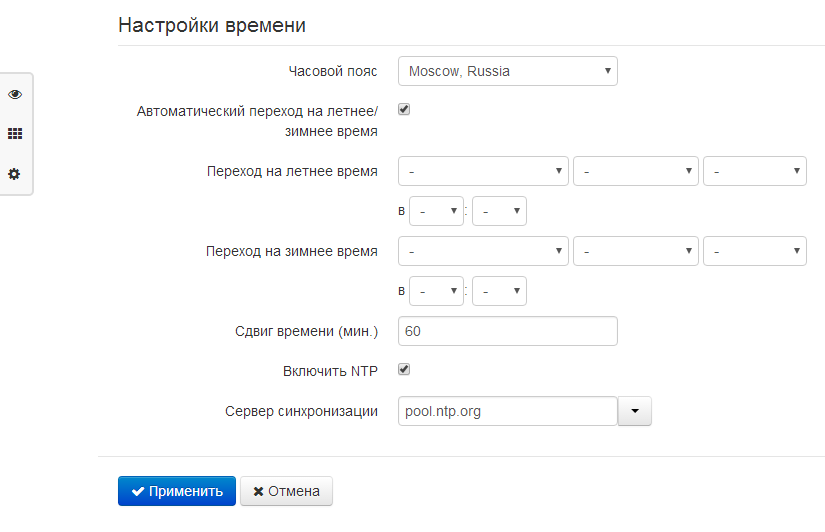 Настройки времени
Часовой пояс
Moscow, Russia
Автоматический переход на летнее/
зимнее время
Переход на летнее время
- - -
в - : -
Переход на зимнее время
- - -
в - : -
Сдвиг времени (мин.)
60
Включить NTP
Сервер синхронизации
pool.ntp.org
Применить
Отмена